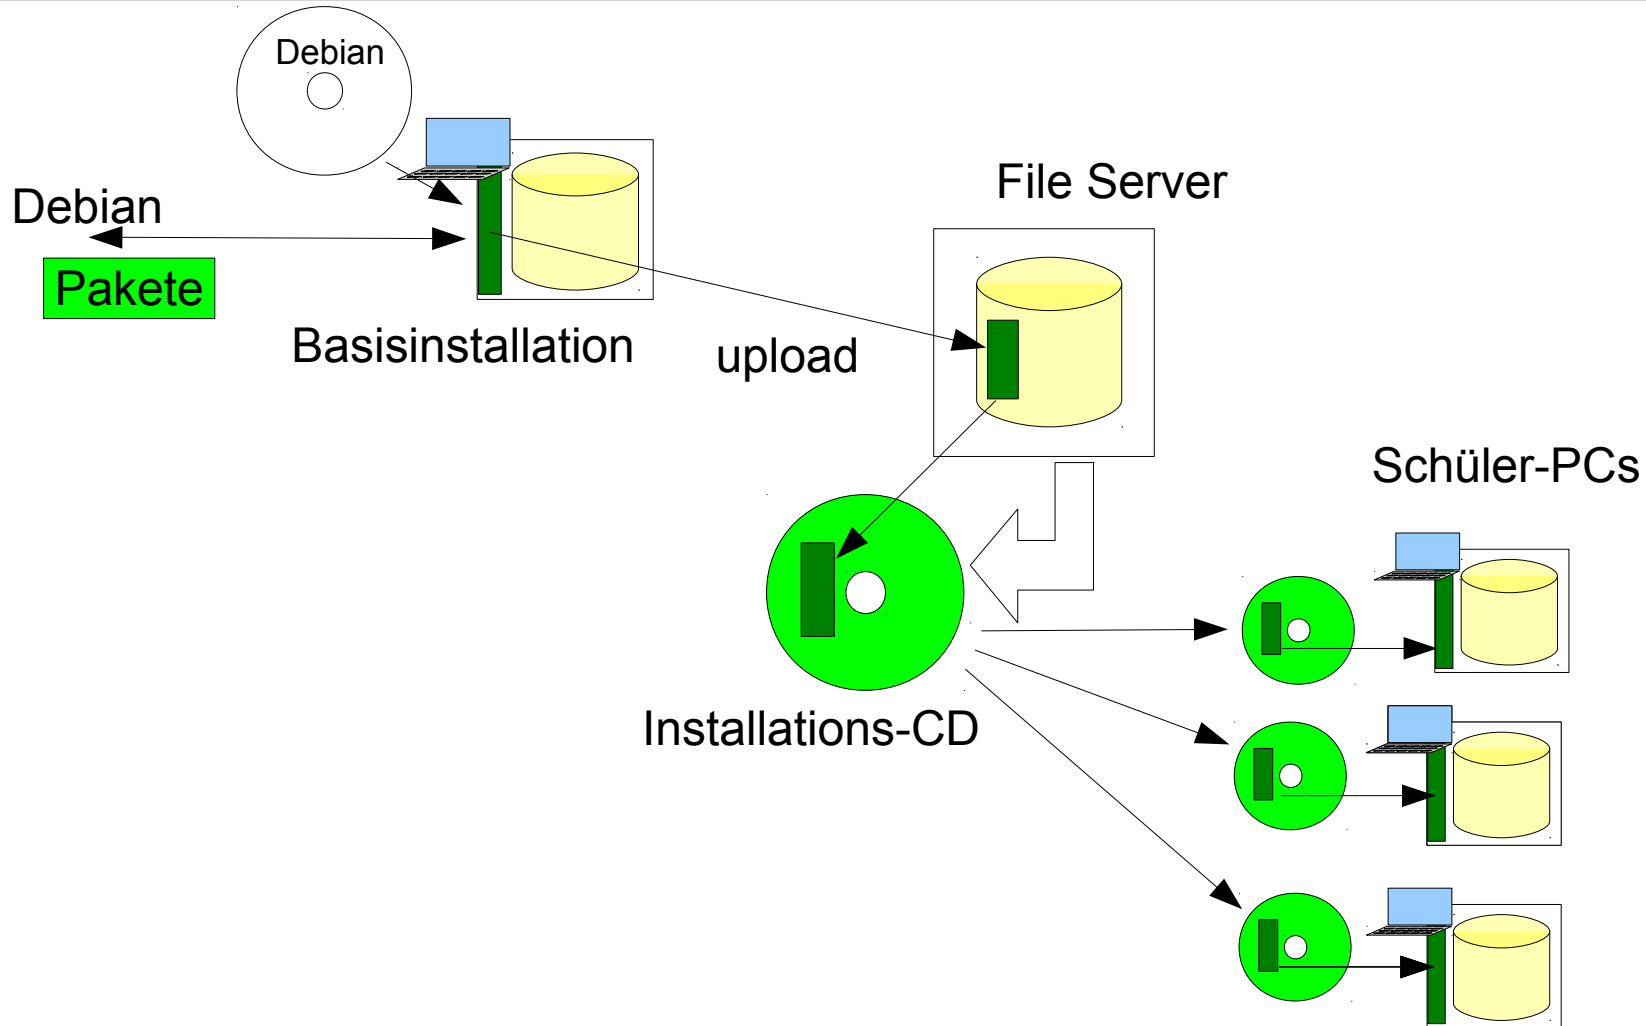 Debian
Debian
Pakete
Basisinstallation
upload
File Server
Schüler-PCs
Installations-CD